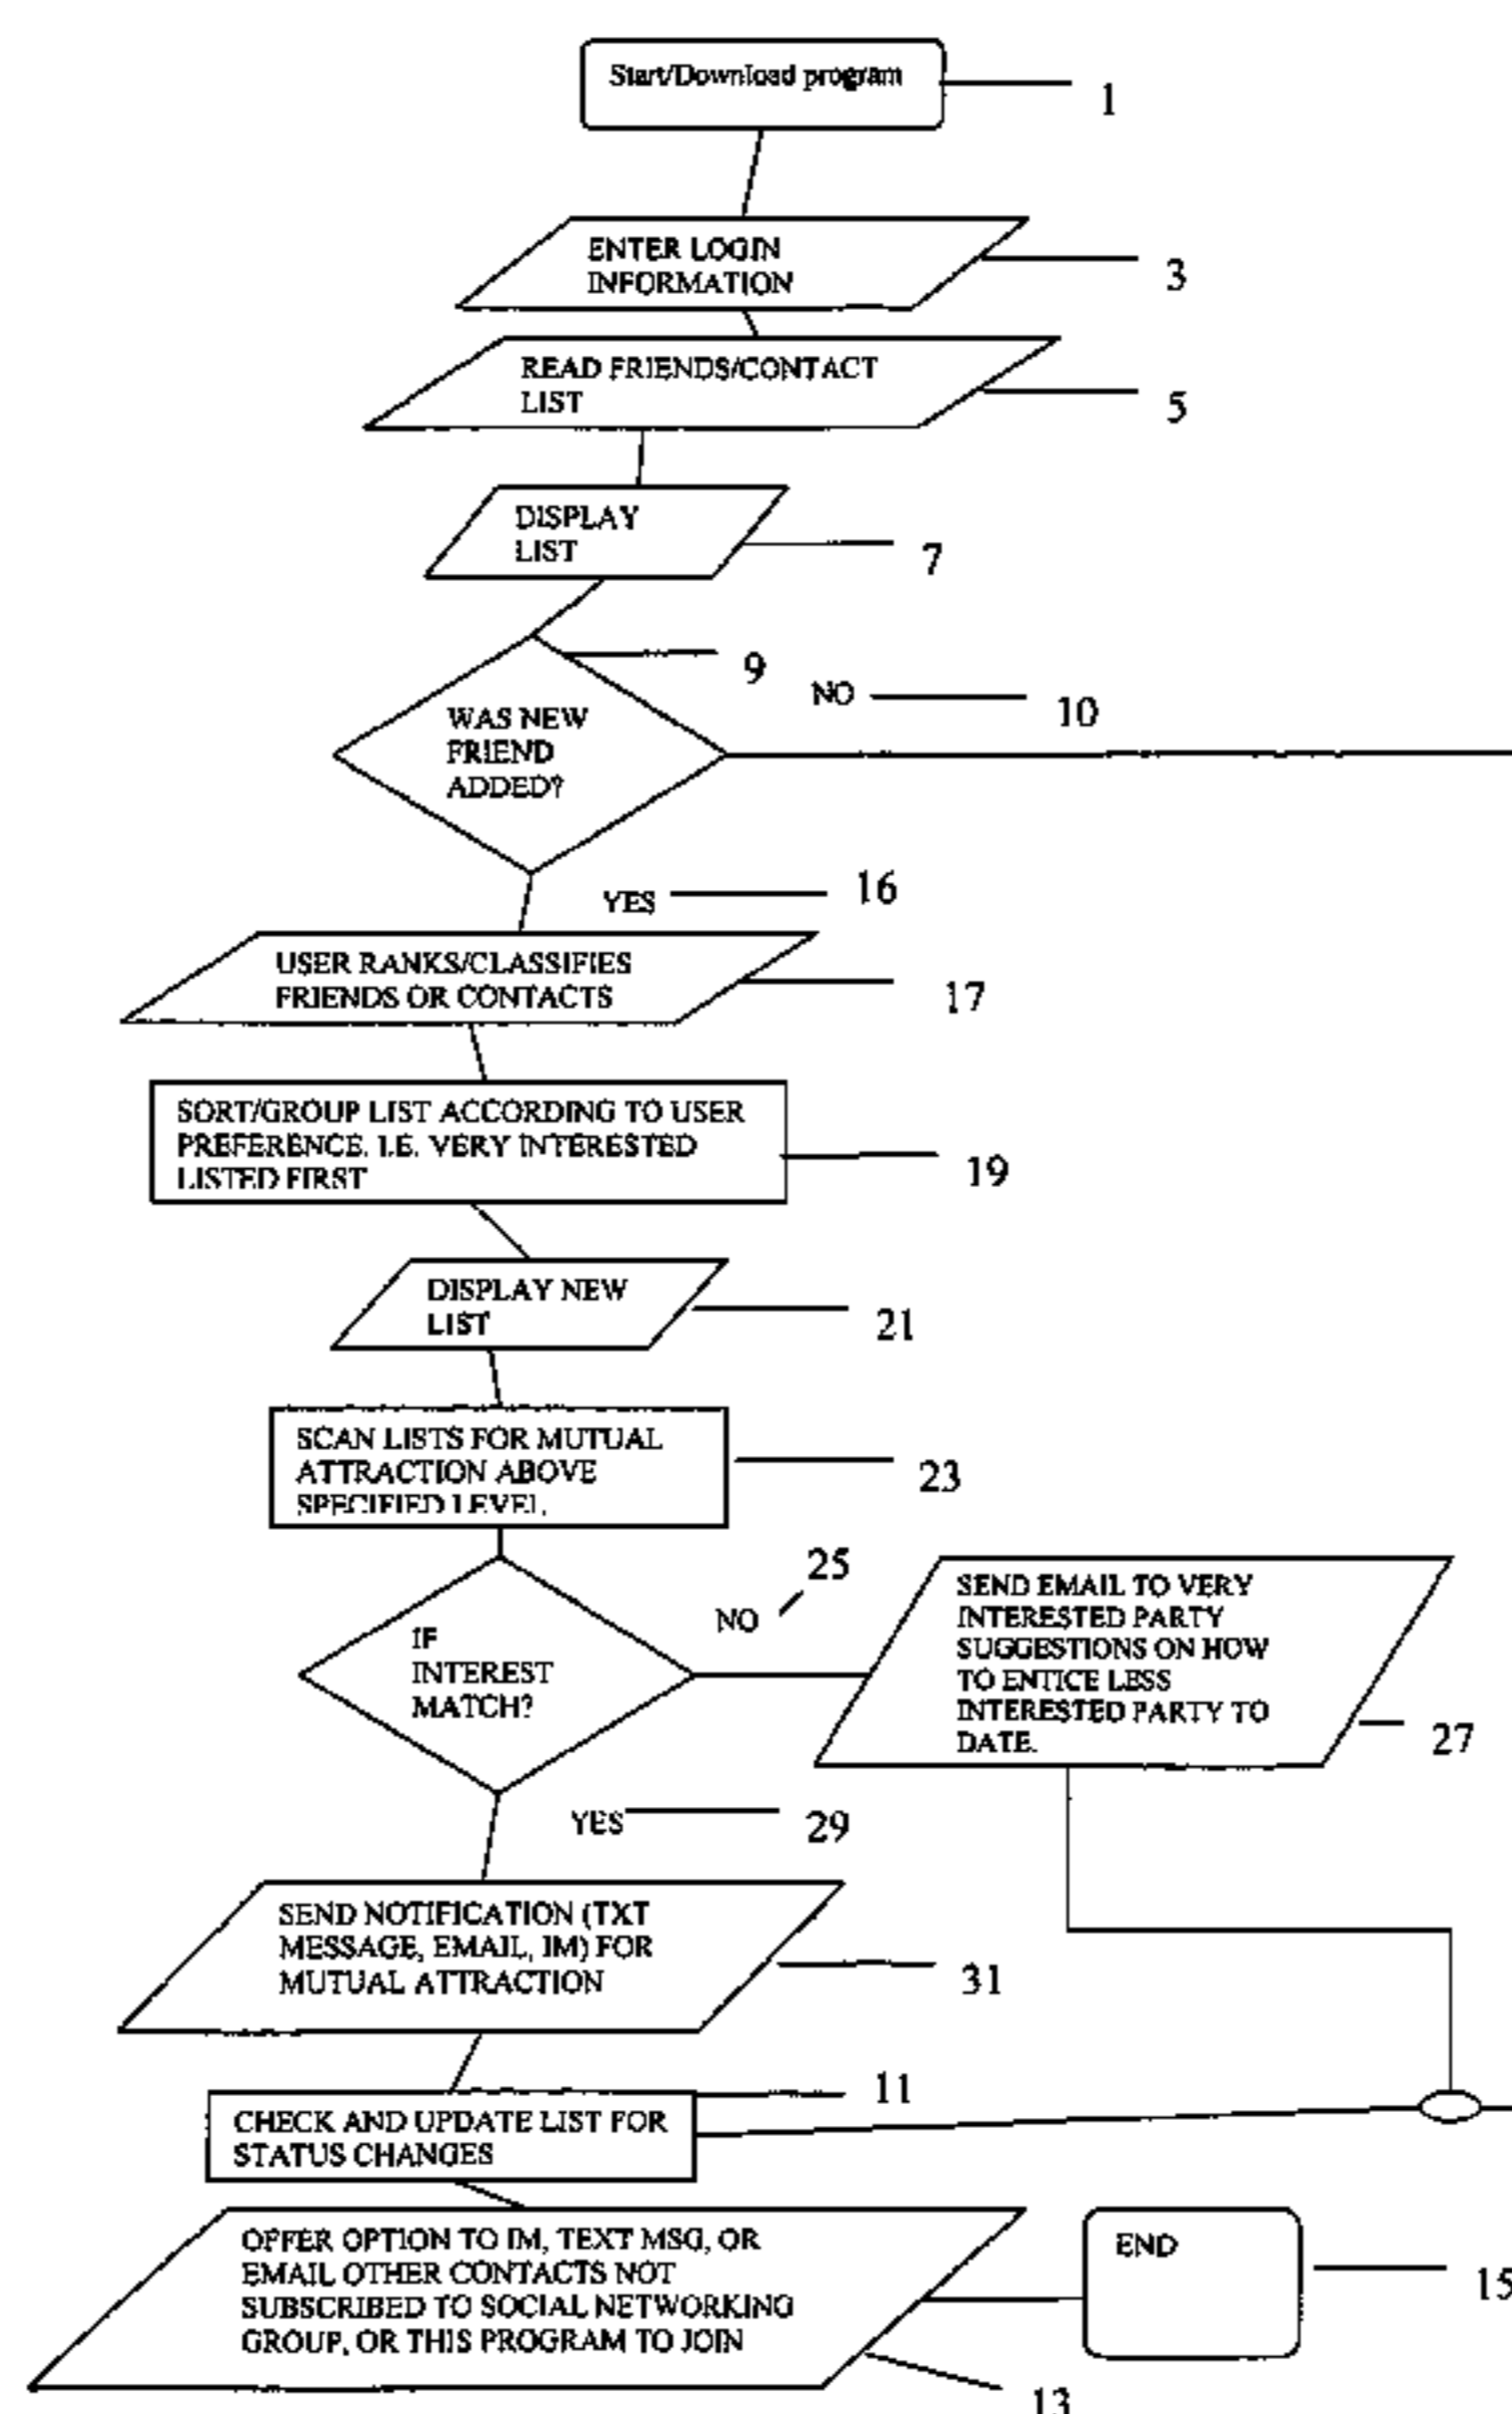 Start/Download program
1
ENTER LOGIN
INFORMATION
3
READ FRIENDS/CONTACT
LIST
5
DISPLAY
LIST
7
9
NO
10
WAS NEW
FRIEND
ADDED?
YES
16
USER RANKS/CLASSIFIES
FRIENDS OR CONTACTS
17
SORT/GROUP LIST ACCORDING TO USER
PREFERENCE. I.E. VERY INTERESTED
LISTED FIRST
19
DISPLAY NEW
LIST
21
SCAN LISTS FOR MUTUAL
ATTRACTION ABOVE
SPECIFIED LEVEL.
23
25
NO
IF
INTEREST
MATCH?
SEND EMAIL TO VERY
INTERESTED PARTY
SUGGESTIONS ON HOW
TO ENTICE LESS
INTERESTED PARTY TO
DATE.
27
YES
29
SEND NOTIFICATION (TXT
MESSAGE, EMAIL, IM) FOR
MUTUAL ATTRACTION
31
11
CHECK AND UPDATE LIST FOR
STATUS CHANGES
OFFER OPTION TO IM, TEXT MSG, OR
EMAIL OTHER CONTACTS NOT
SUBSCRIBED TO SOCIAL NETWORKING
GROUP, OR THIS PROGRAM TO JOIN
END
15
13